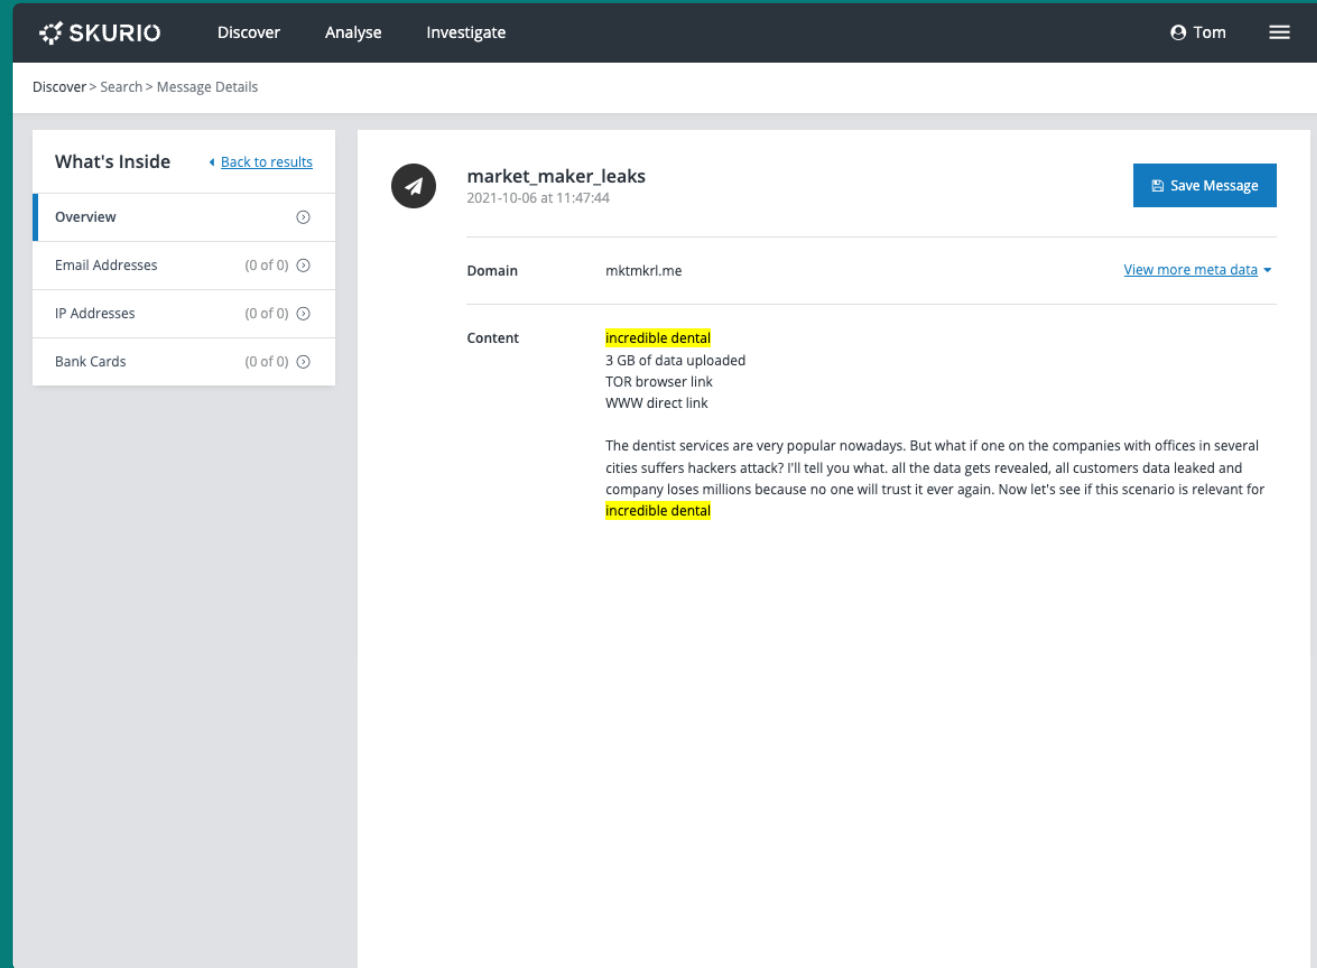 SKURIO Discover Analyse Investigate Tom
Discover > Search > Message Details
What's Inside Back to results
Overview
Email Addresses (0 of 0)
IP Addresses (0 of 0)
Bank Cards (0 of 0)
market_maker_leaks
2021-10-06 at 11:47:44
Save Message
Domain mktmkrl.me View more meta data
Content incredible dental
3 GB of data uploaded
TOR browser link
WWW direct link
The dentist services are very popular nowadays. But what if one on the companies with offices in several
cities suffers hackers attack? I'll tell you what. all the data gets revealed, all customers data leaked and
company loses millions because no one will trust it ever again. Now let's see if this scenario is relevant for
incredible dental